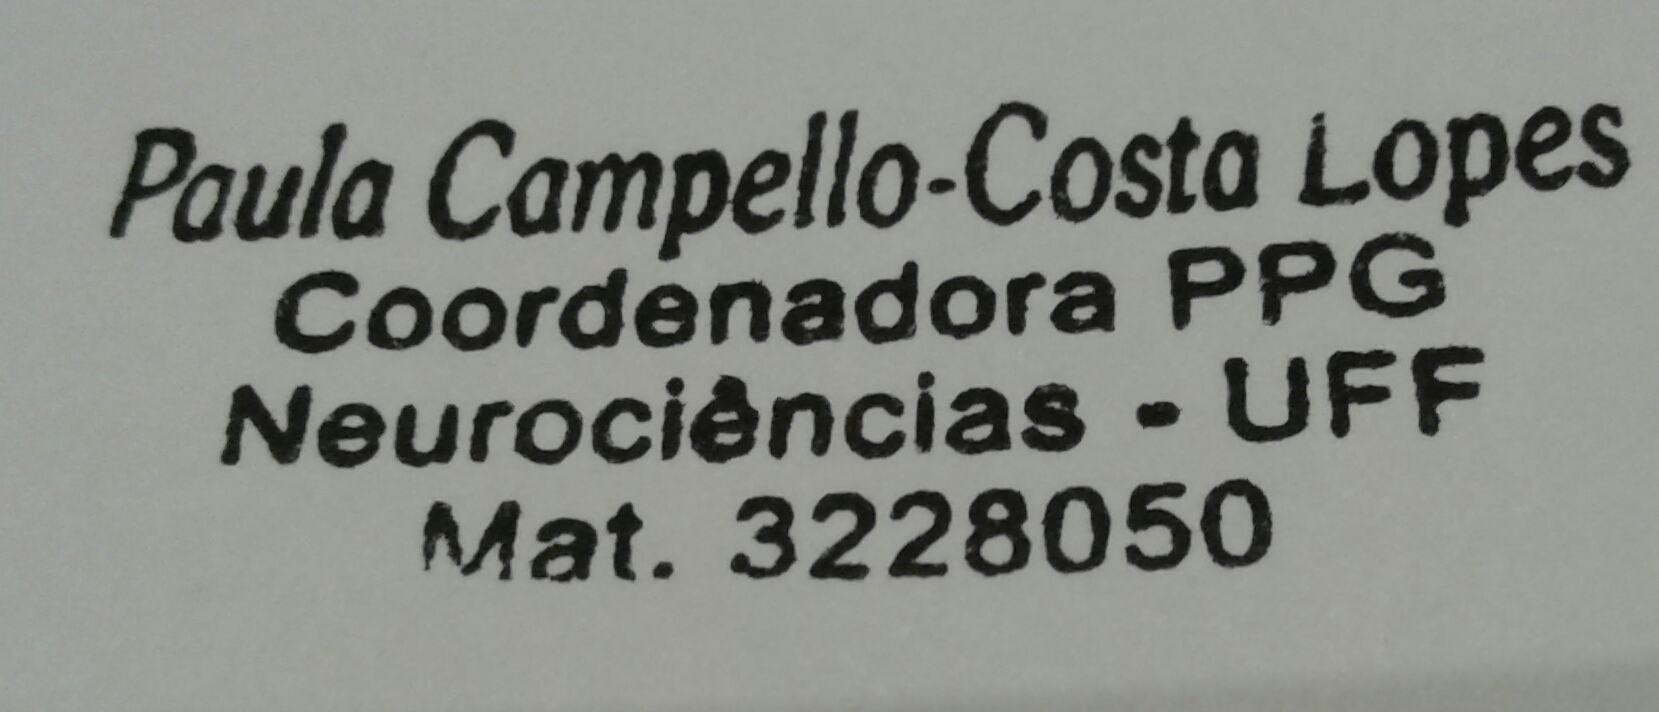 Paula Campello-Costa Lopes
Coordenadora PPG
Neurociências - UFF
Mat. 3228050